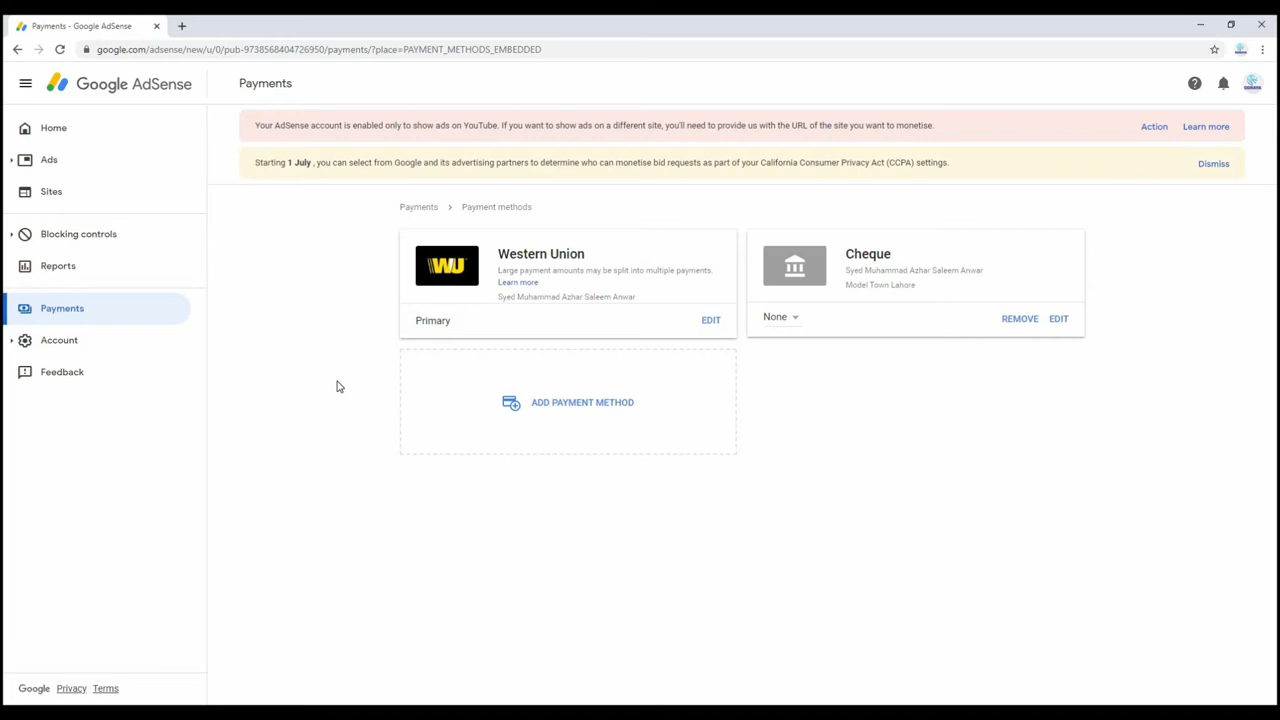 Payments - Google AdSense
google.com/adsense/new/u/0/pub-9738568404726950/payments/?place=PAYMENT_METHODS_EMBEDDED
Google AdSense
Payments
Home
Ads
Sites
Blocking controls
Reports
Payments
Account
Feedback
Google Privacy Terms
Your AdSense account is enabled only to show ads on YouTube. If you want to show ads on a different site, you'll need to provide us with the URL of the site you want to monetise.
Action Learn more
Starting 1 July , you can select from Google and its advertising partners to determine who can monetise bid requests as part of your California Consumer Privacy Act (CCPA) settings.
Dismiss
Payments > Payment methods
WU
Western Union
Large payment amounts may be split into multiple payments.
Learn more
Syed Muhammad Azhar Saleem Anwar
Primary
EDIT
Cheque
Syed Muhammad Azhar Saleem Anwar
Model Town Lahore
None
REMOVE EDIT
ADD PAYMENT METHOD